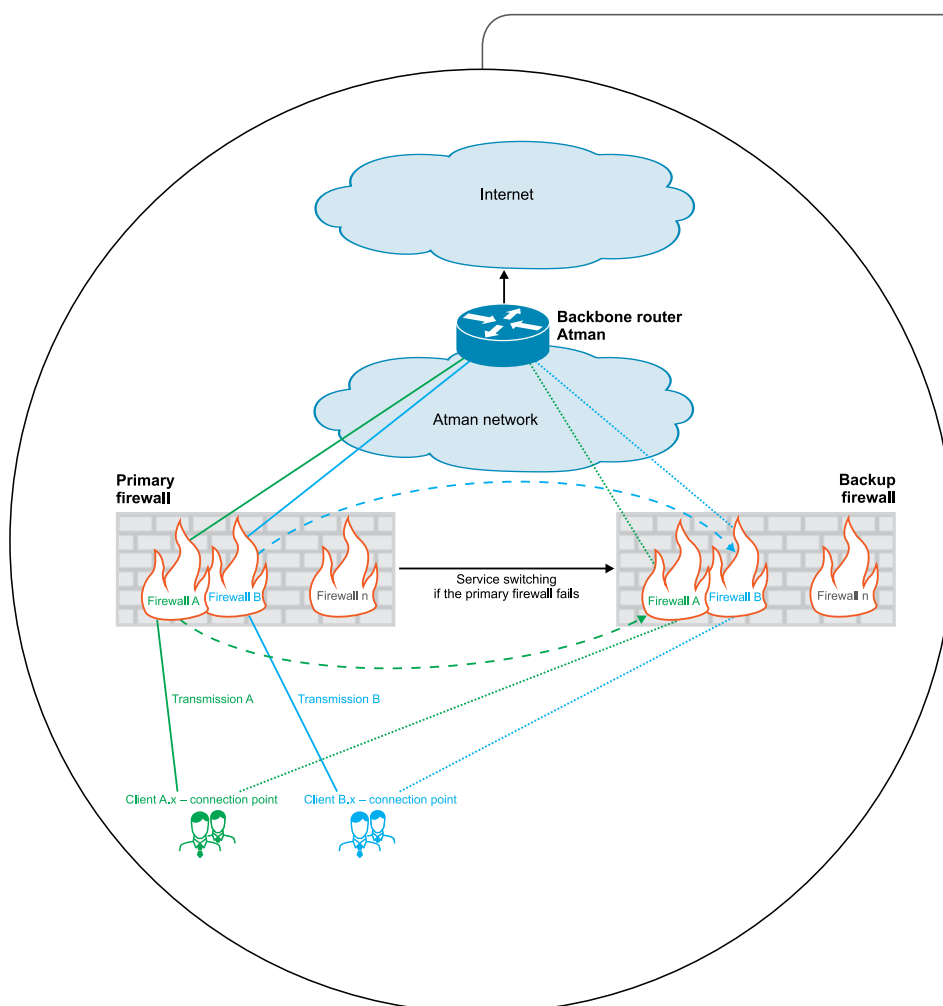 Internet
Backbone router
Atman
Atman network
Primary
firewall
Backup
firewall
Firewall A
Firewall B
Firewall n
Service switching
if the primary firewall fails
Firewall A
Firewall B
Firewall n
Transmission A
Transmission B
Client A.x – connection point
Client B.x – connection point